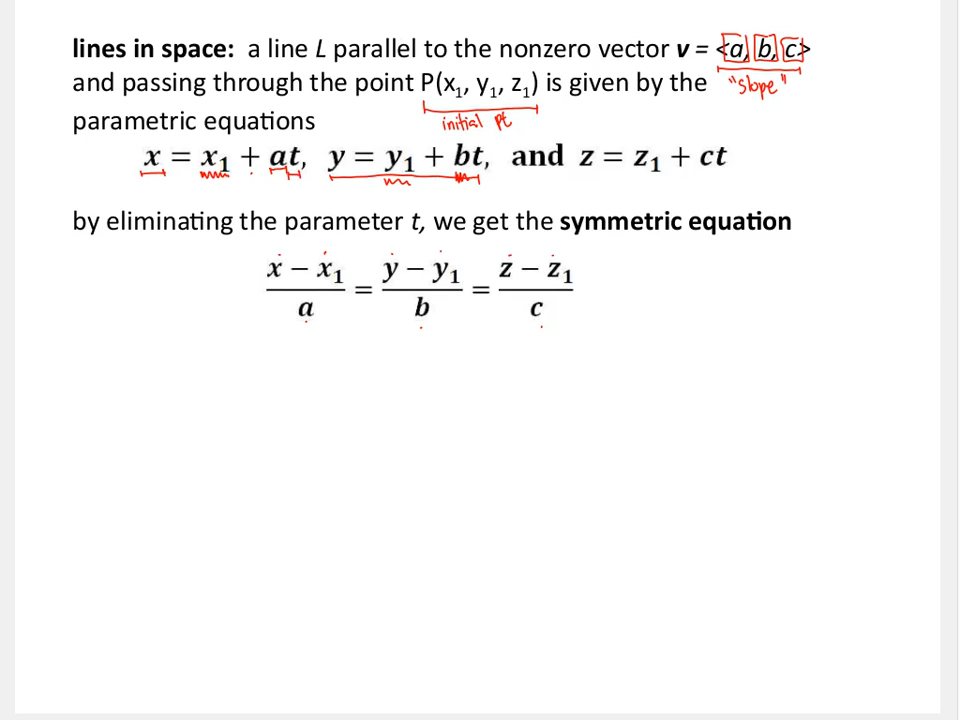 lines in space: a line L parallel to the nonzero vector v = <a, b, c>
and passing through the point P(x₁, y₁, z₁) is given by the "slope"
parametric equations initial pt
x = x₁ + at, y = y₁ + bt, and z = z₁ + ct
by eliminating the parameter t, we get the symmetric equation
(x − x₁)/a = (y − y₁)/b = (z − z₁)/c